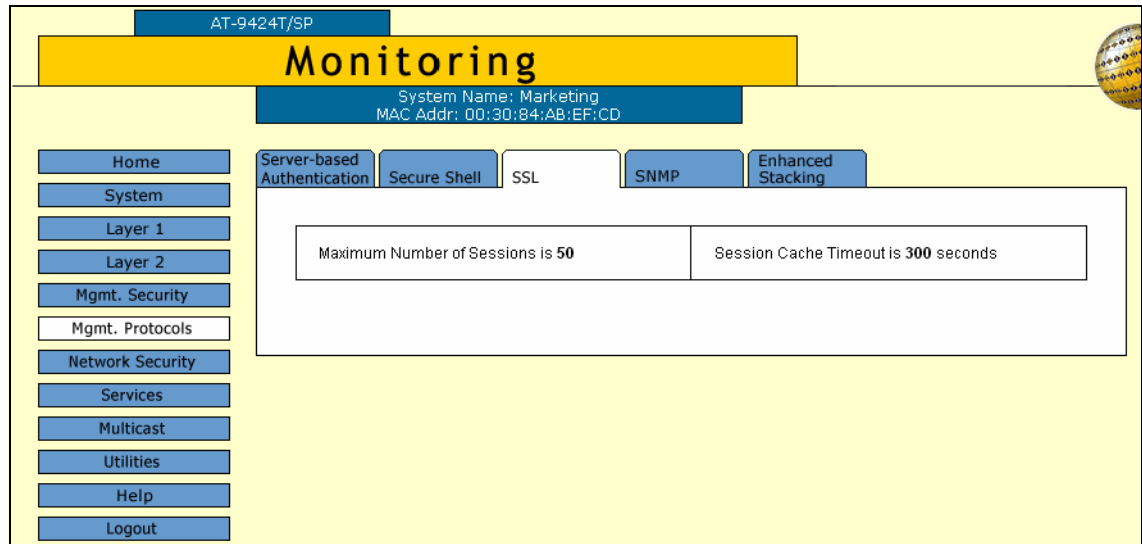 AT-9424T/SP
Monitoring
System Name: Marketing
MAC Addr: 00:30:84:AB:EF:CD
Home
System
Layer 1
Layer 2
Mgmt. Security
Mgmt. Protocols
Network Security
Services
Multicast
Utilities
Help
Logout
Server-based
Authentication
Secure Shell
SSL
SNMP
Enhanced
Stacking
Maximum Number of Sessions is 50
Session Cache Timeout is 300 seconds